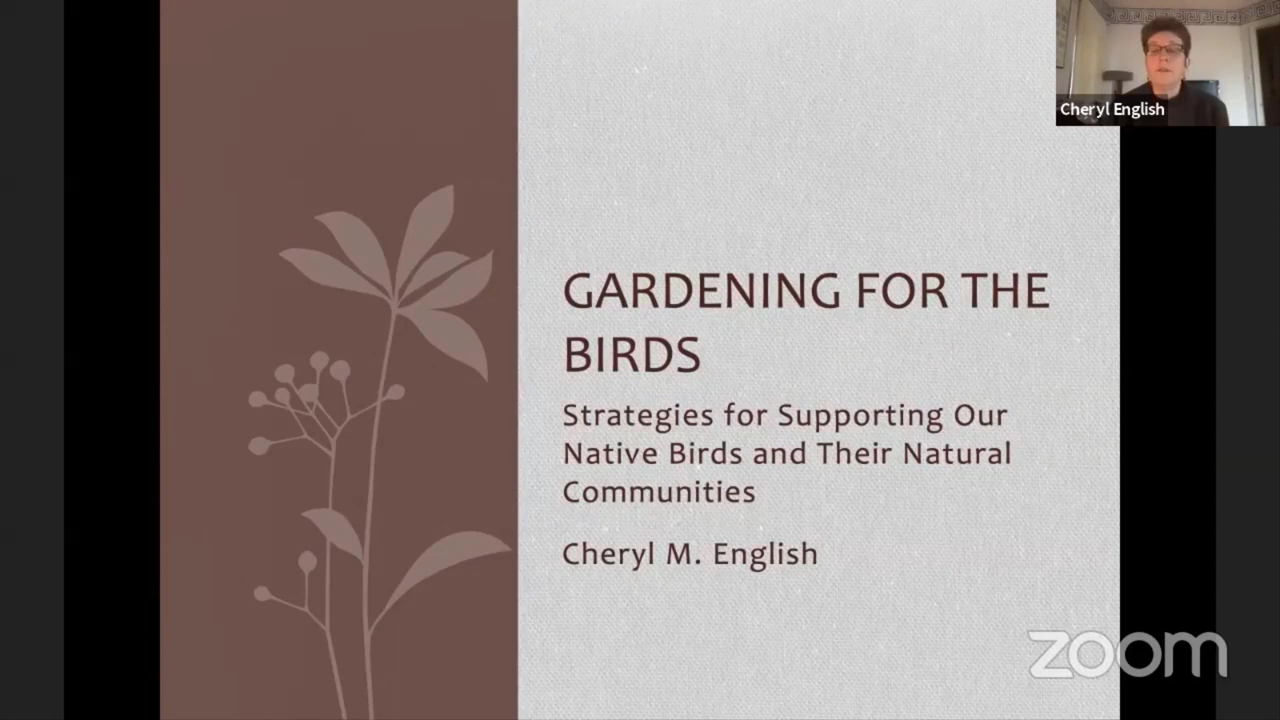 Cheryl English
GARDENING FOR THE
BIRDS
Strategies for Supporting Our
Native Birds and Their Natural
Communities
Cheryl M. English
zoom